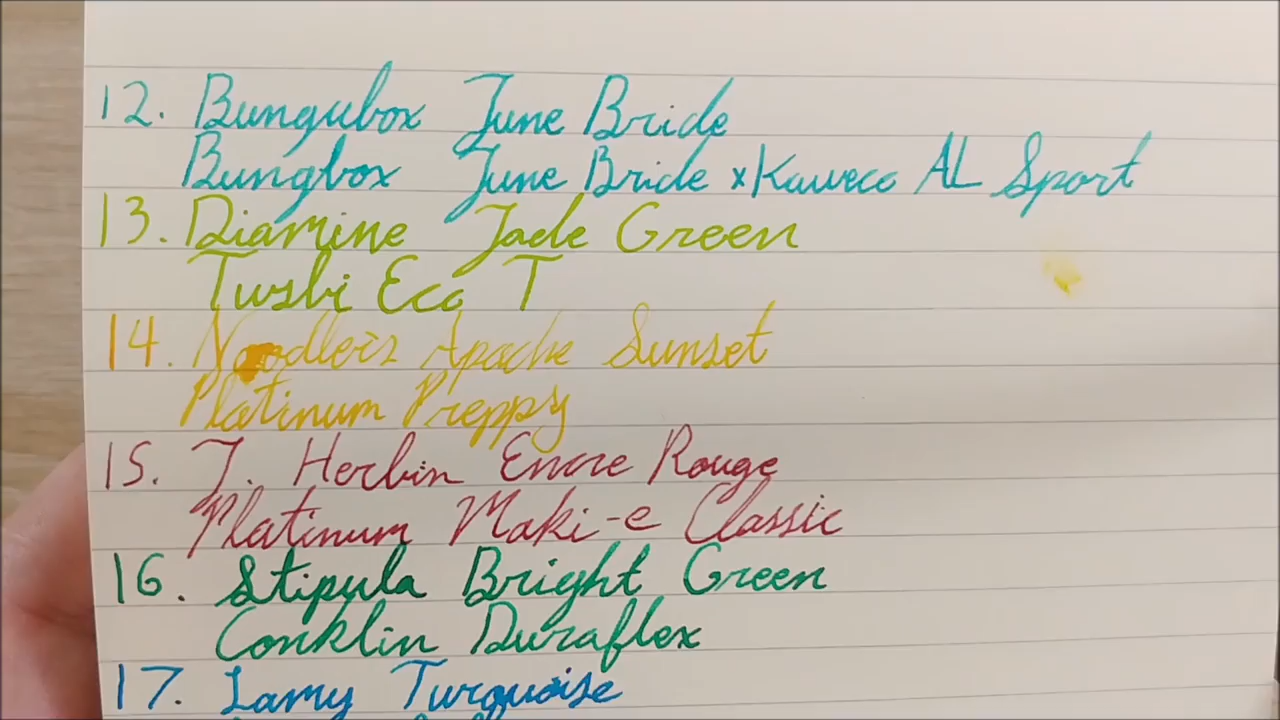 12. Bungubox June Bride
Bungbox June Bride x Kaweco AL Sport
13. Diamine Jade Green
Twsbi Eco T
14. Noodler's Apache Sunset
Platinum Preppy
15. J. Herbin Encre Rouge
Platinum Maki-e Classic
16. Stipula Bright Green
Conklin Duraflex
17. Lamy Turquoise